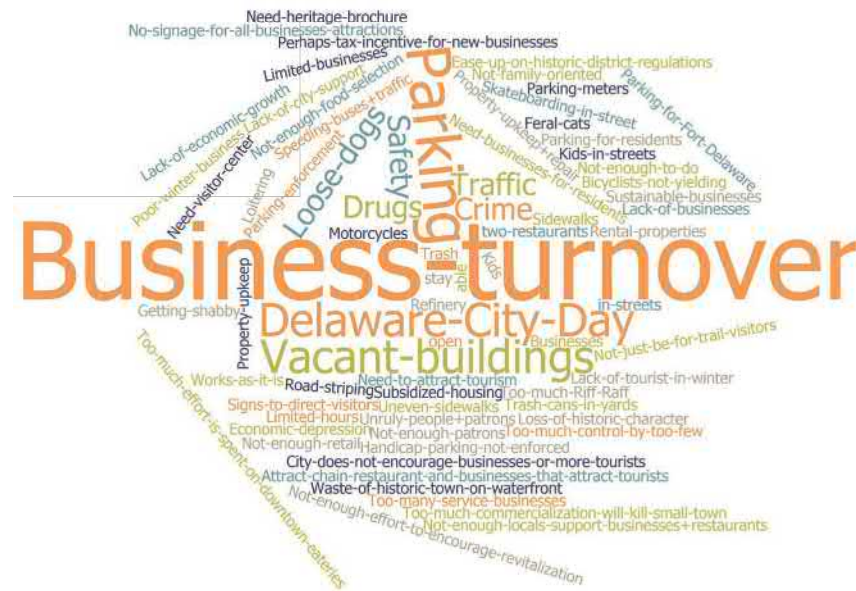 Need-heritage-brochure
No-signage-for-all-businesses-attractions
Perhaps-tax-incentive-for-new-businesses
Limited-businesses
Ease-up-on-historic-district-regulations
Not-family-oriented
Parking-meters
Skateboarding-in-street
Parking-for-Fort-Delaware
Property-upkeep+repair
Lack-of-city-support
Not-enough-food-selection
Speeding-buses+traffic
Lack-of-economic-growth
Poor-winter-business
Need-visitor-center
Loitering
Parking-enforcement
Loose-dogs
Safety
Parking
Need-businesses-for-residents
Feral-cats
Parking-for-residents
Kids-in-streets
Not-enough-to-do
Bicyclists-not-yielding
Sustainable-businesses
Lack-of-businesses
Traffic
Drugs
Crime
Sidewalks
Motorcycles
two-restaurants
Rental-properties
Trash
Kids
Business-turnover
stay
able
Property-upkeep
Getting-shabby
Refinery
in-streets
Delaware-City-Day
open
Businesses
Vacant-buildings
Not-just-be-for-trail-visitors
Too-much-effort-is-spent-on-downtown-eateries
Works-as-it-is
Road-striping
Need-to-attract-tourism
Subsidized-housing
Lack-of-tourist-in-winter
Too-much-Riff-Raff
Signs-to-direct-visitors
Uneven-sidewalks
Trash-cans-in-yards
Limited-hours
Unruly-people+patrons
Loss-of-historic-character
Economic-depression
Not-enough-patrons
Too-much-control-by-too-few
Not-enough-retail
Handicap-parking-not-enforced
City-does-not-encourage-businesses-or-more-tourists
Attract-chain-restaurant-and-businesses-that-attract-tourists
Waste-of-historic-town-on-waterfront
Not-enough-effort-to-encourage-revitalization
Too-many-service-businesses
Too-much-commercialization-will-kill-small-town
Not-enough-locals-support-businesses+restaurants